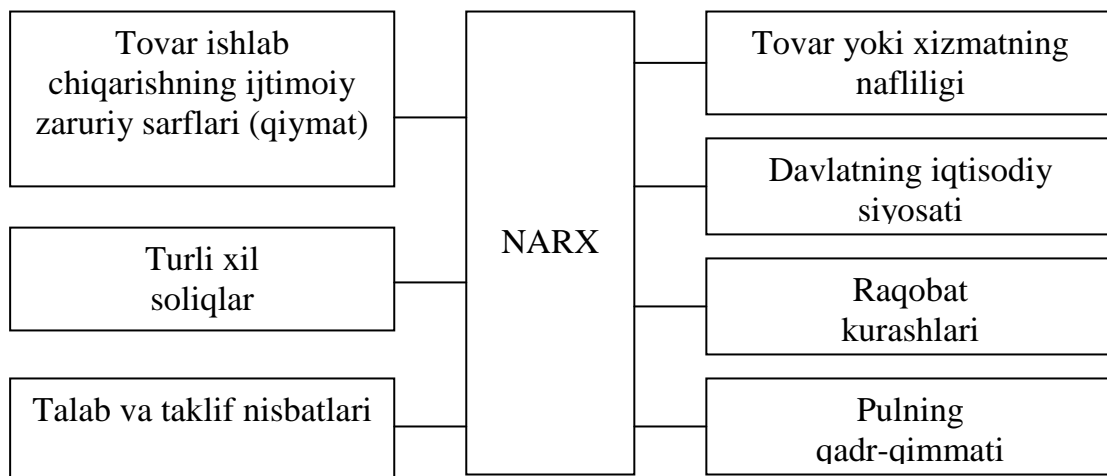 Tovar ishlab
chiqarishning ijtimoiy
zaruriy sarflari (qiymat)
Turli xil
soliqlar
Talab va taklif nisbatlari
NARX
Tovar yoki xizmatning
nafliligi
Davlatning iqtisodiy
siyosati
Raqobat
kurashlari
Pulning
qadr-qimmati